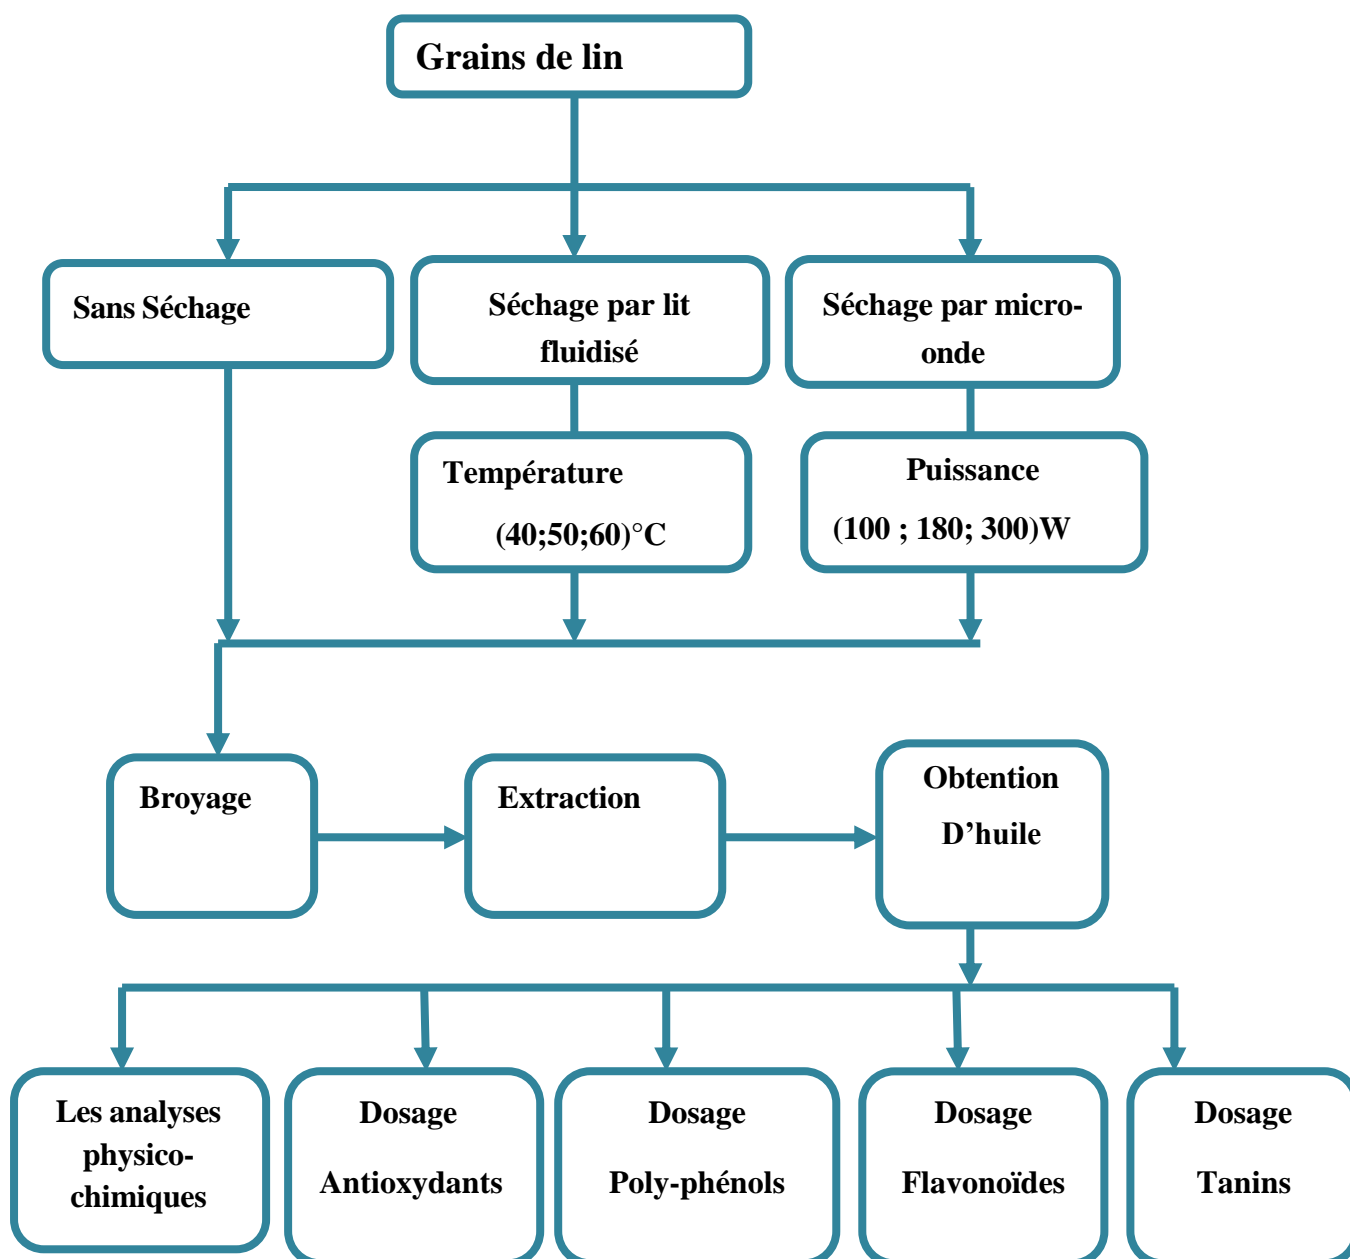 Grains de lin
Sans Séchage
Séchage par lit
fluidisé
Séchage par micro-
onde
Température
(40;50;60)°C
Puissance
(100 ; 180; 300)W
Broyage
Extraction
Obtention
D’huile
Les analyses
physico-
chimiques
Dosage
Antioxydants
Dosage
Poly-phénols
Dosage
Flavonoïdes
Dosage
Tanins